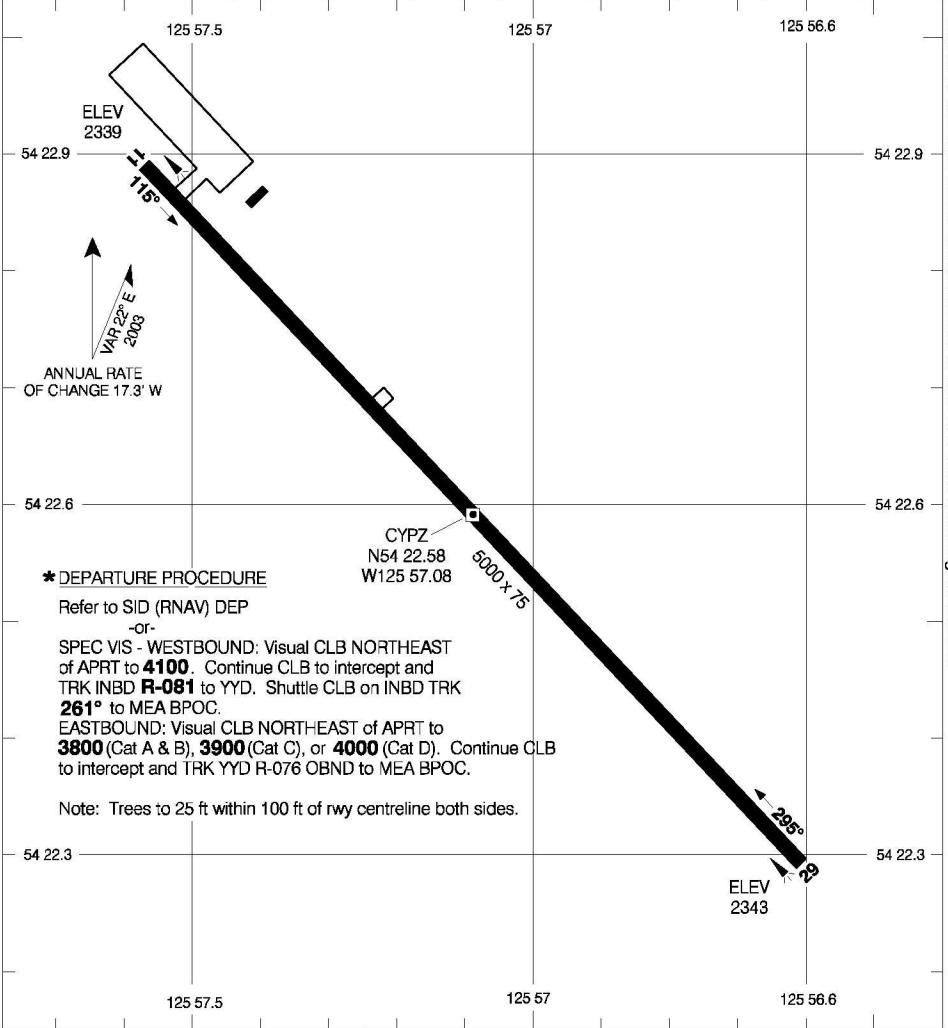 125 57.5
125 57
125 56.6
ELEV
2339
54 22.9
54 22.9
11
115°
VAR 22° E
2003
ANNUAL RATE
OF CHANGE 17.3' W
54 22.6
54 22.6
CYPZ
N54 22.58
W125 57.08
5000 x 75
* DEPARTURE PROCEDURE
Refer to SID (RNAV) DEP
-or-
SPEC VIS - WESTBOUND: Visual CLB NORTHEAST
of APRT to 4100. Continue CLB to intercept and
TRK INBD R-081 to YYD. Shuttle CLB on INBD TRK
261° to MEA BPOC.
EASTBOUND: Visual CLB NORTHEAST of APRT to
3800 (Cat A & B), 3900 (Cat C), or 4000 (Cat D). Continue CLB
to intercept and TRK YYD R-076 OBND to MEA BPOC.
Note: Trees to 25 ft within 100 ft of rwy centreline both sides.
295°
54 22.3
54 22.3
29
ELEV
2343
125 57.5
125 57
125 56.6